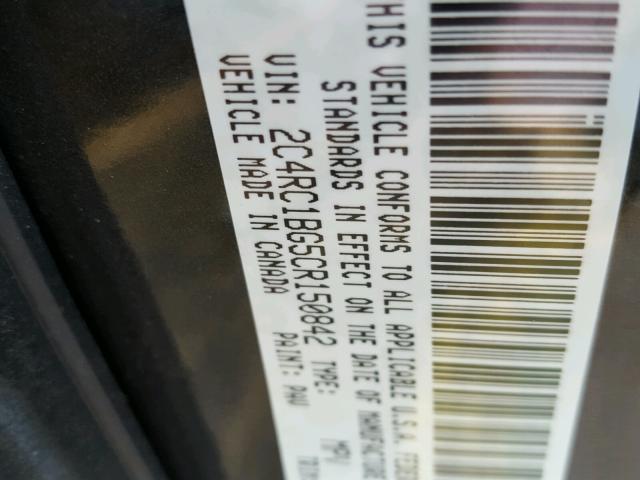 HIS VEHICLE CONFORMS TO ALL APPLICABLE U.S.A.
STANDARDS IN EFFECT ON THE DATE OF MANUFACTURE
VIN: 2C4RC1BG5CR150842 TYPE: MPV
VEHICLE MADE IN CANADA PAINT: PAU